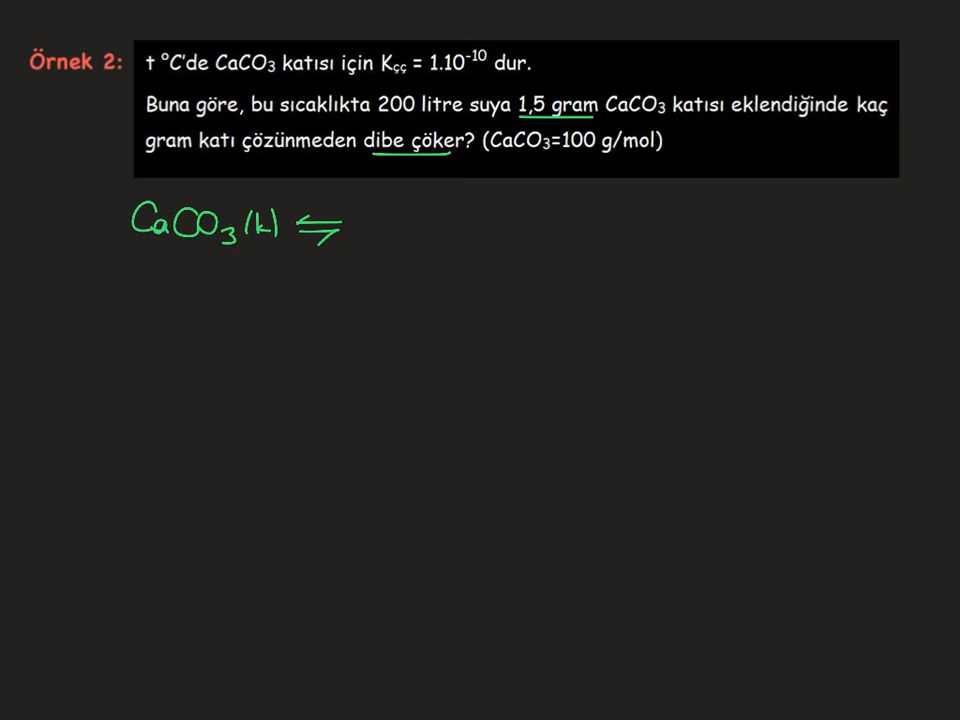 Örnek 2:
t °C'de CaCO₃ katısı için Kçç = 1.10⁻¹⁰ dur.
Buna göre, bu sıcaklıkta 200 litre suya 1,5 gram CaCO₃ katısı eklendiğinde kaç
gram katı çözünmeden dibe çöker? (CaCO₃=100 g/mol)
CaCO₃(k) ⇌